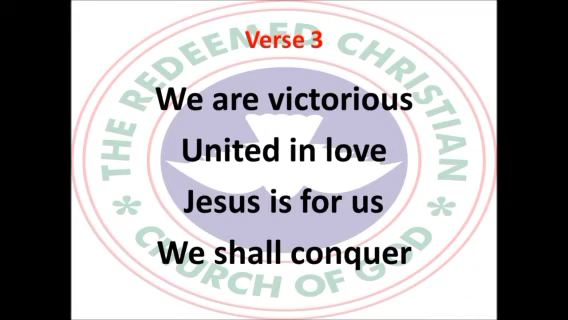 Verse 3
We are victorious
United in love
Jesus is for us
We shall conquer
THE REDEEMED CHRISTIAN
CHURCH OF GOD